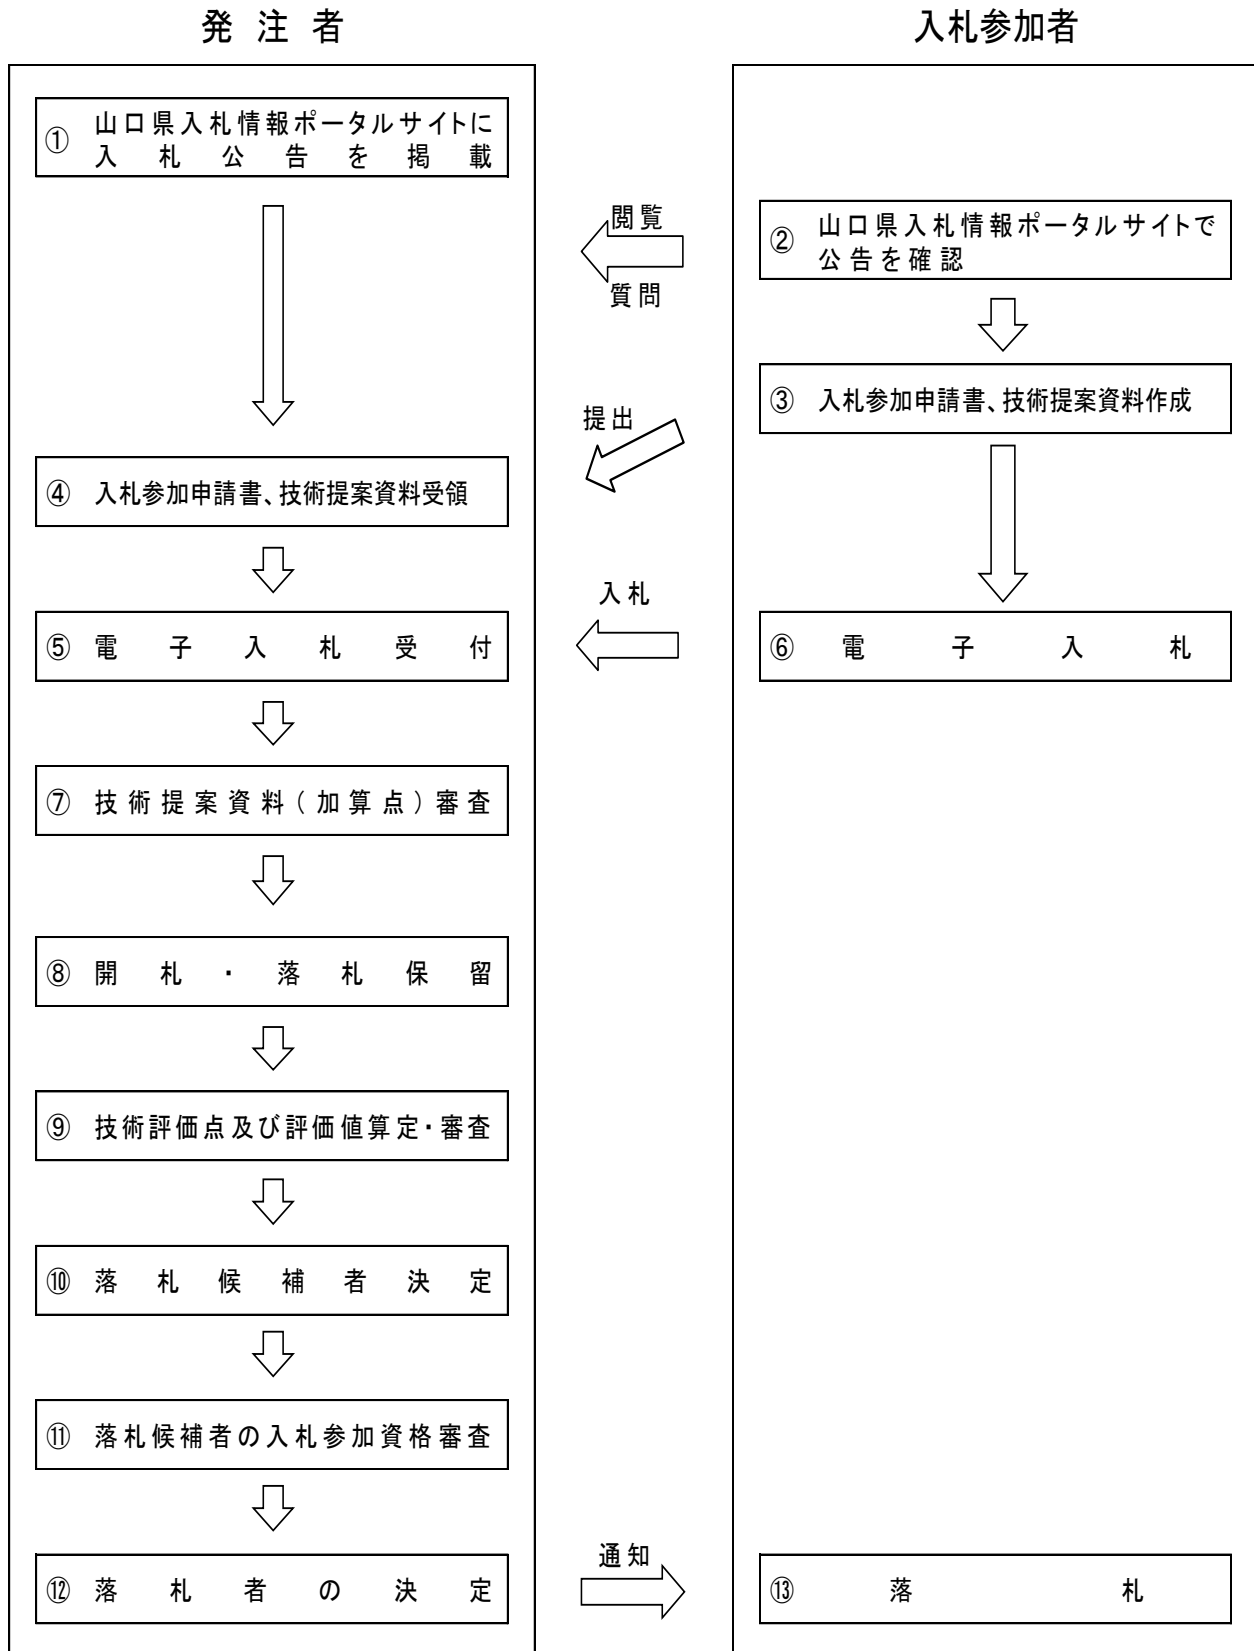 発注者
入札参加者
① 山口県入札情報ポータルサイトに
入札公告を掲載
閲覧
② 山口県入札情報ポータルサイトで
公告を確認
質問
③ 入札参加申請書、技術提案資料作成
提出
④ 入札参加申請書、技術提案資料受領
入札
⑤ 電子入札受付
⑥ 電子入札
⑦ 技術提案資料(加算点)審査
⑧ 開札・落札保留
⑨ 技術評価点及び評価値算定・審査
⑩ 落札候補者決定
⑪ 落札候補者の入札参加資格審査
通知
⑫ 落札者の決定
⑬ 落札